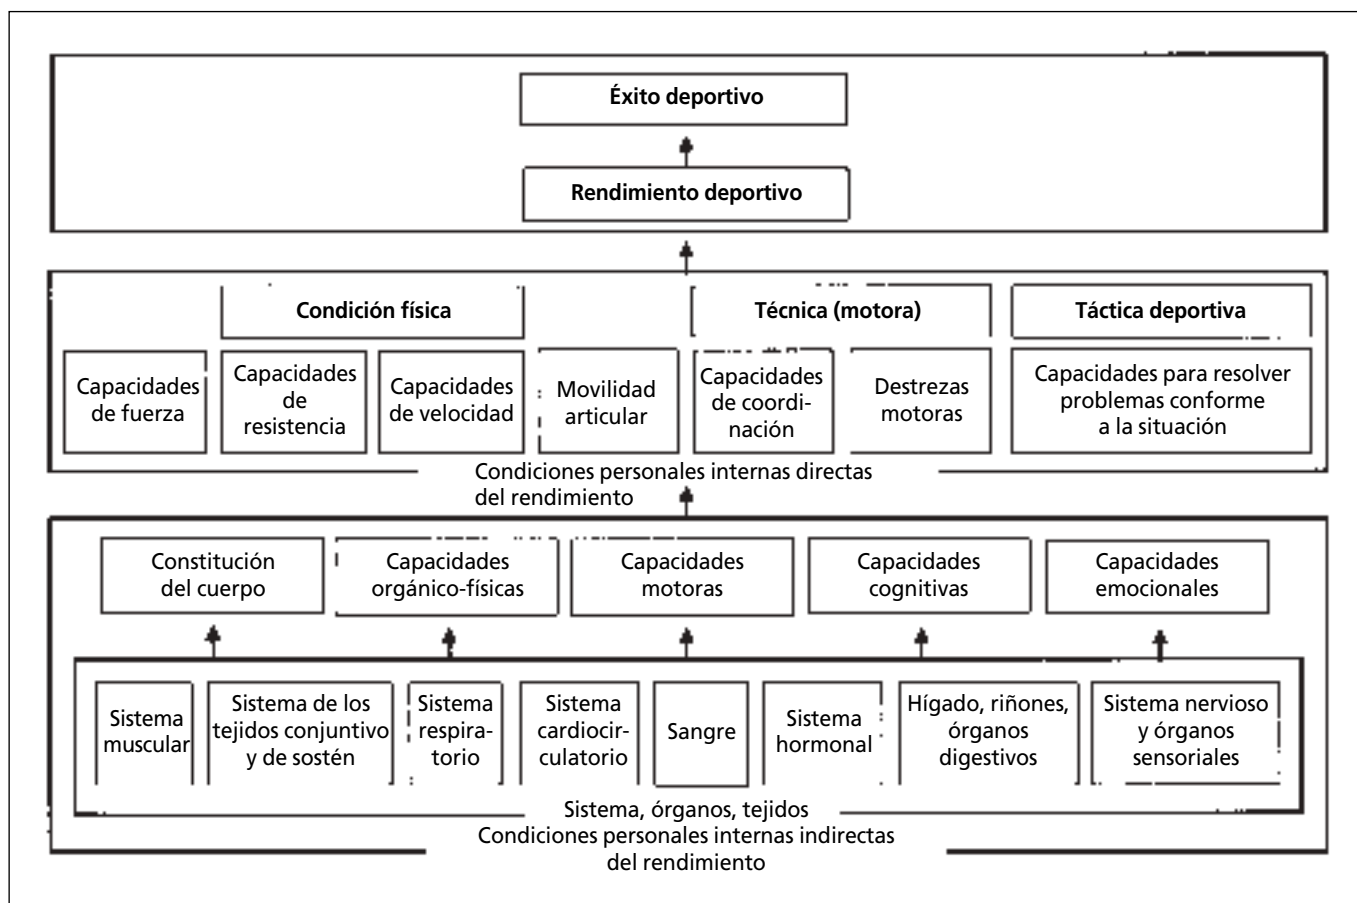 Éxito deportivo
Rendimiento deportivo
Condición física
Técnica (motora)
Táctica deportiva
Capacidades
de fuerza
Capacidades
de
resistencia
Capacidades
de velocidad
Movilidad
articular
Capacidades
de coordi-
nación
Destrezas
motoras
Capacidades para resolver
problemas conforme
a la situación
Condiciones personales internas directas
del rendimiento
Constitución
del cuerpo
Capacidades
orgánico-físicas
Capacidades
motoras
Capacidades
cognitivas
Capacidades
emocionales
Sistema
muscular
Sistema de los
tejidos conjuntivo
y de sostén
Sistema
respira-
torio
Sistema
cardiocir-
culatorio
Sangre
Sistema
hormonal
Hígado, riñones,
órganos
digestivos
Sistema nervioso
y órganos
sensoriales
Sistema, órganos, tejidos
Condiciones personales internas indirectas
del rendimiento